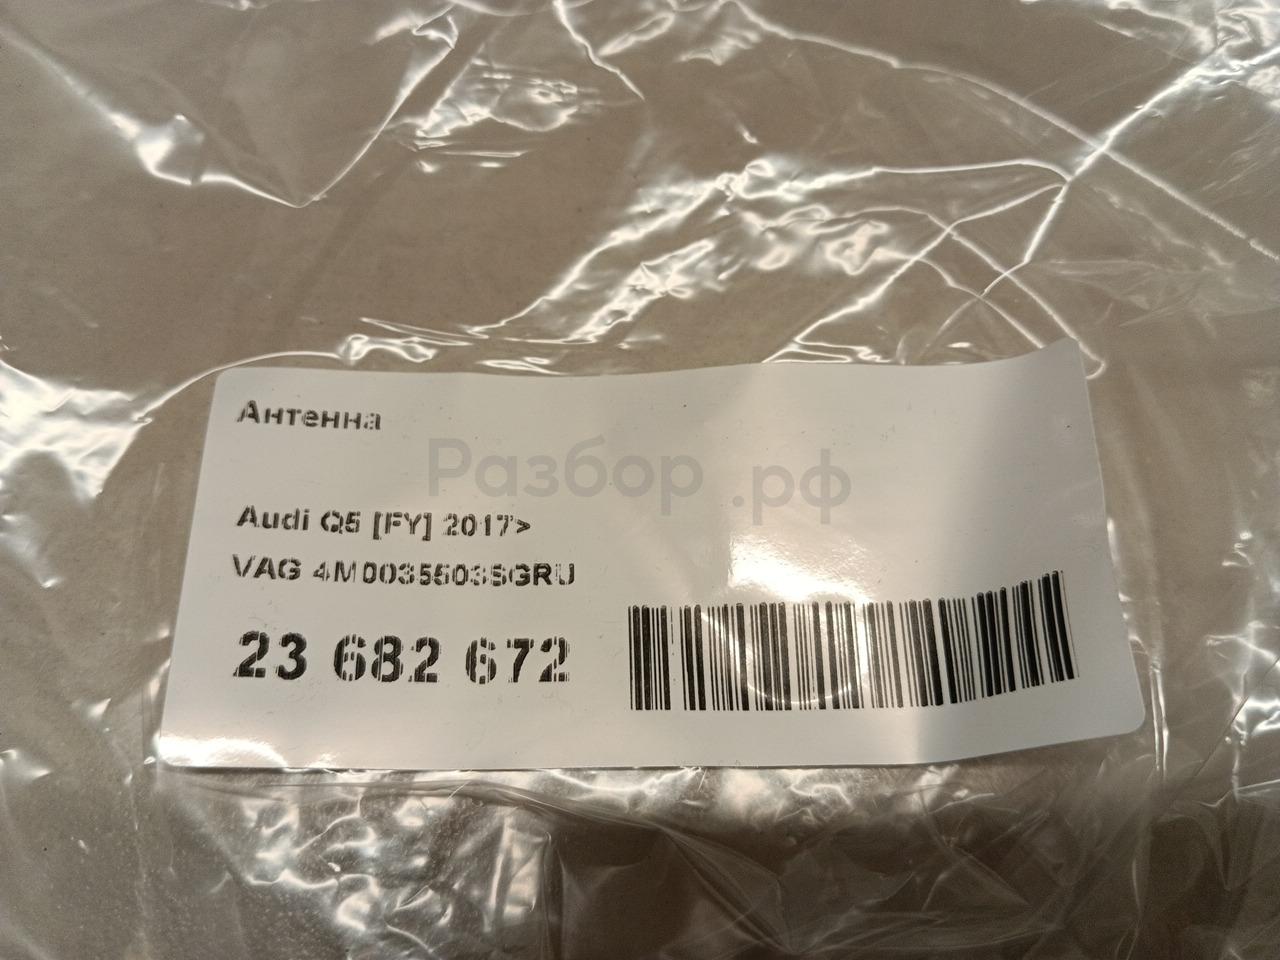 Антенна
Разбор.рф
Audi Q5 [FY] 2017>
VAG 4M0035503SGRU
23 682 672